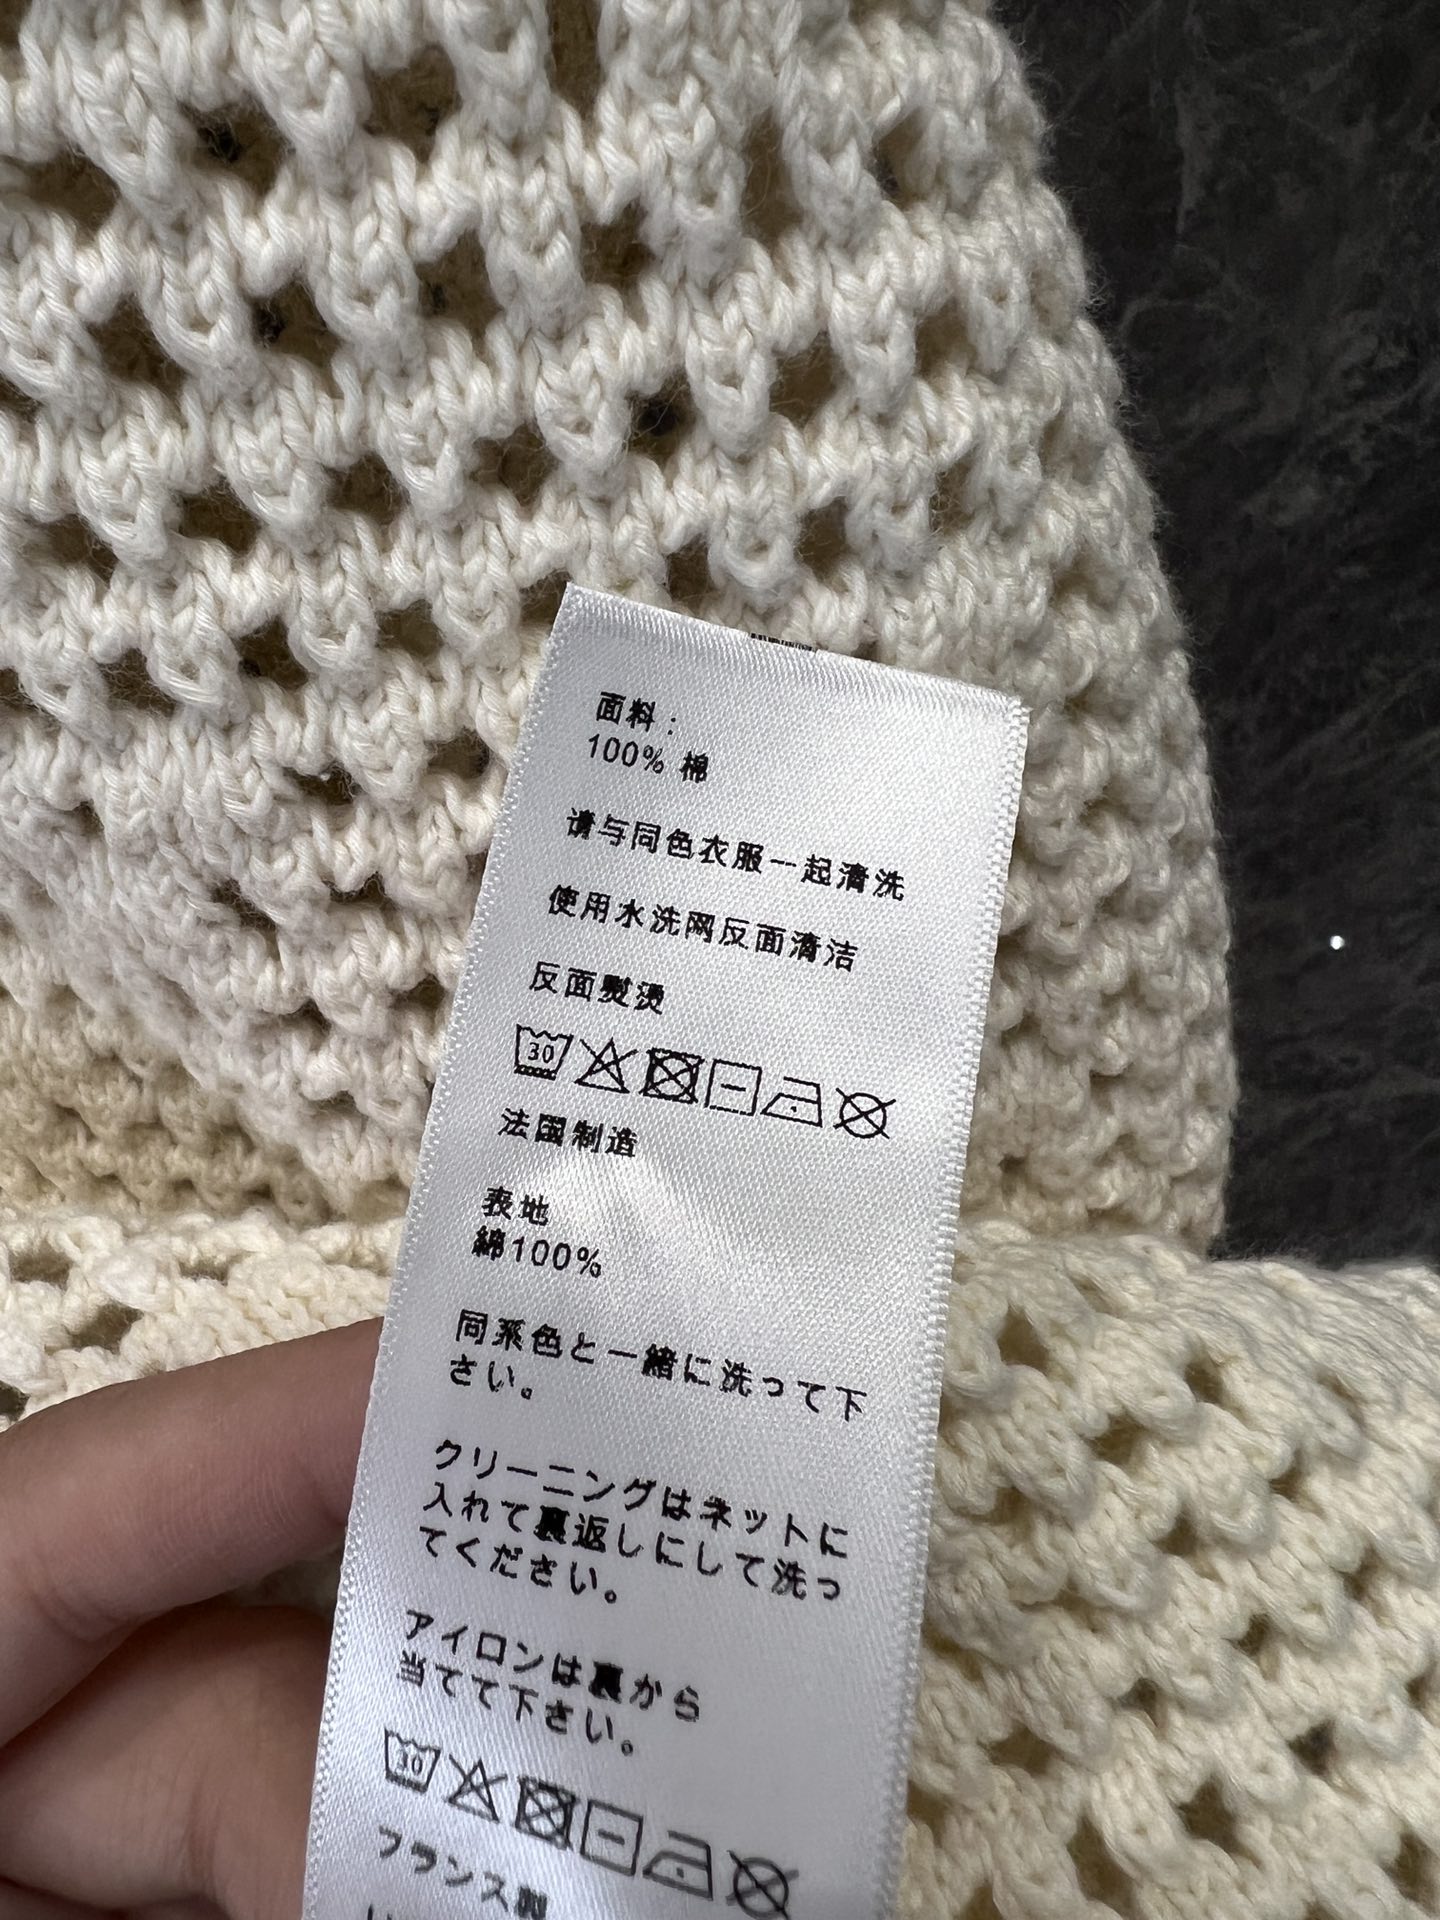 面料：
100% 棉
请与同色衣服一起清洗
使用水洗网反面清洁
反面熨烫
30
法国制造
表地
綿100%
同系色と一緒に洗って下
さい。
クリーニングはネットに
入れて裏返しにして洗っ
てください。
アイロンは裏から
当てて下さい。
30
フランス製